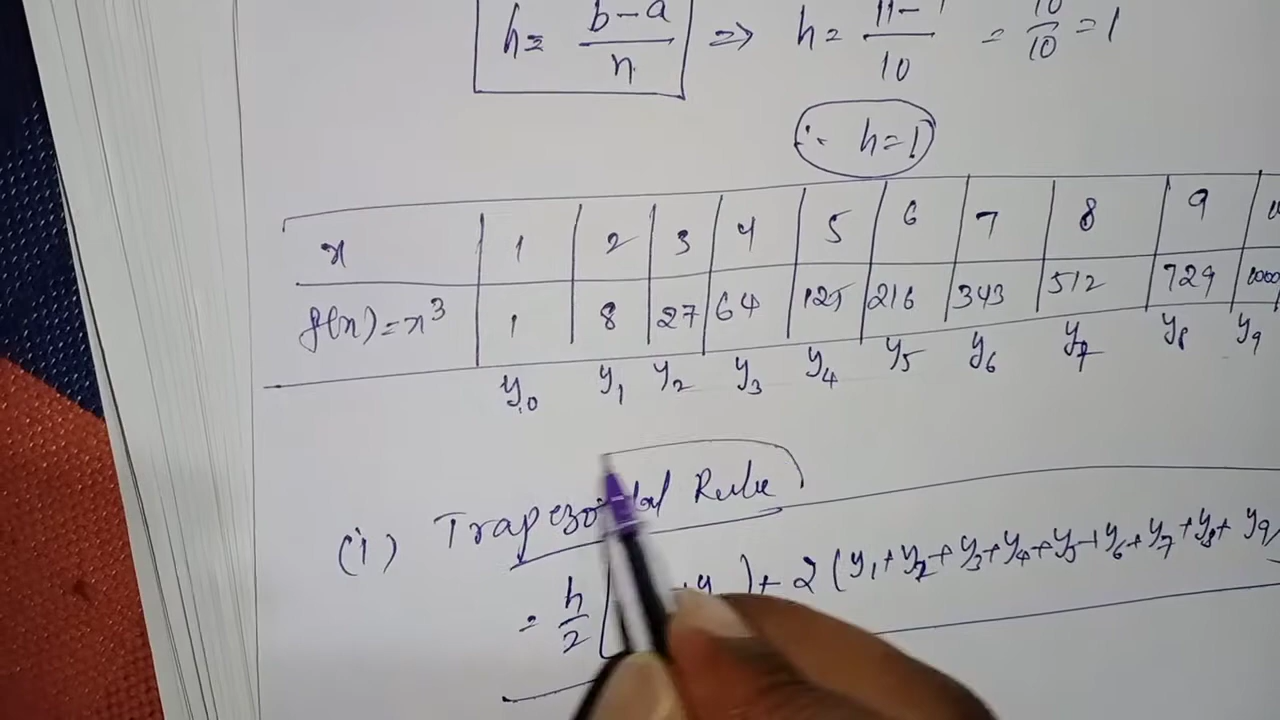 h = b-a/n ⇒ h = 11-1/10 = 10/10 = 1
∴ h=1
x 1 2 3 4 5 6 7 8 9
f(x)=x³ 1 8 27 64 125 216 343 512 729 1000
y₀ y₁ y₂ y₃ y₄ y₅ y₆ y₇ y₈ y₉
(i) Trapezoidal Rule
= h/2 [ +y ) + 2 (y₁+y₂+y₃+y₄+y₅+y₆+y₇+y₈+y₉)